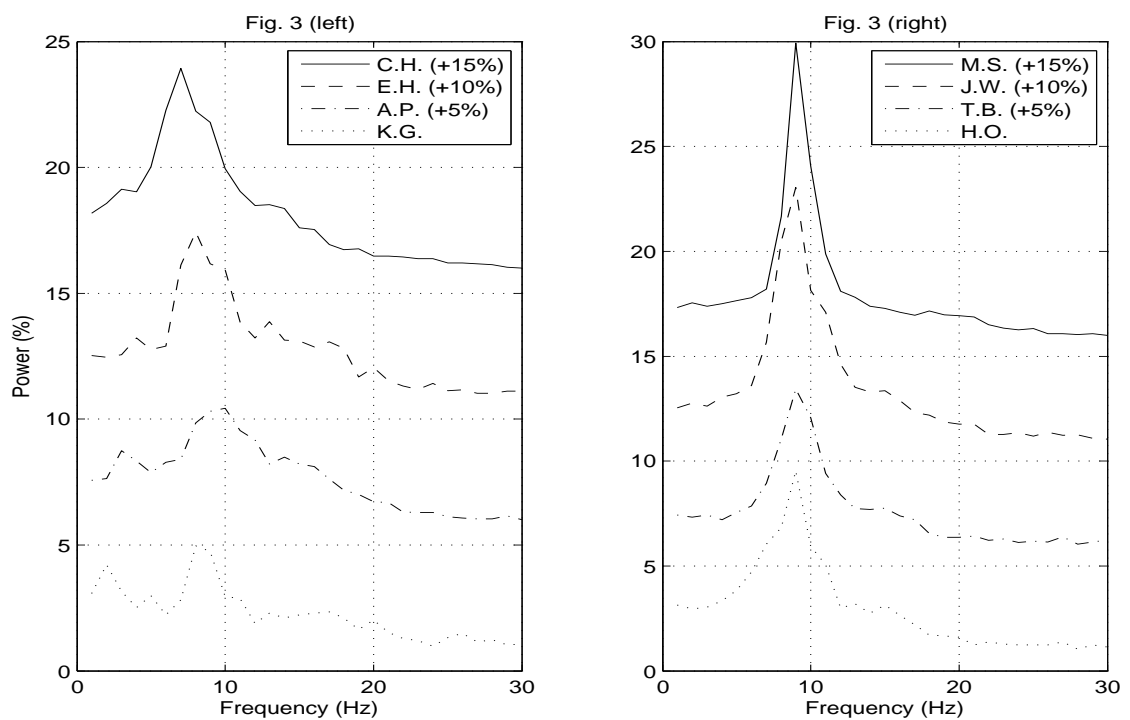 Fig. 3 (left)
25
20
15
10
5
0
Power (%)
C.H. (+15%)
E.H. (+10%)
A.P. (+5%)
K.G.
0 10 20 30
Frequency (Hz)
Fig. 3 (right)
30
25
20
15
10
5
0
M.S. (+15%)
J.W. (+10%)
T.B. (+5%)
H.O.
0 10 20 30
Frequency (Hz)